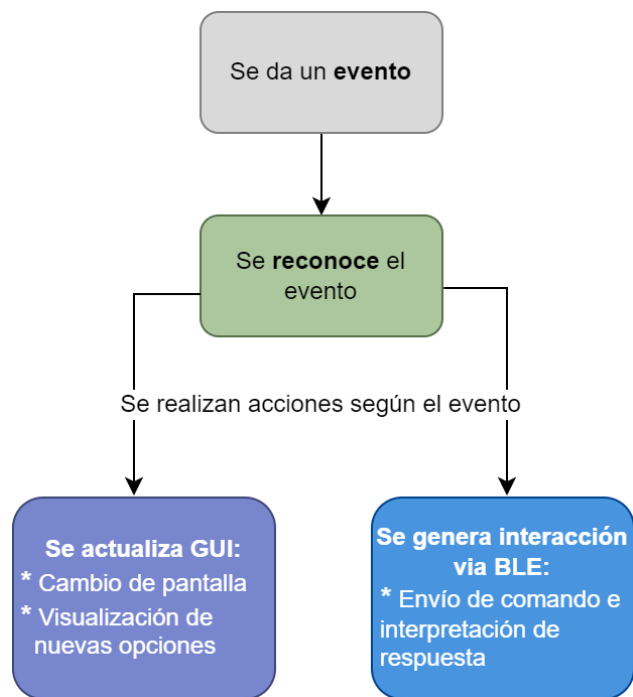 Se da un evento
Se reconoce el
evento
Se realizan acciones según el evento
Se actualiza GUI:
* Cambio de pantalla
* Visualización de
nuevas opciones
Se genera interacción
via BLE:
* Envío de comando e
interpretación de
respuesta